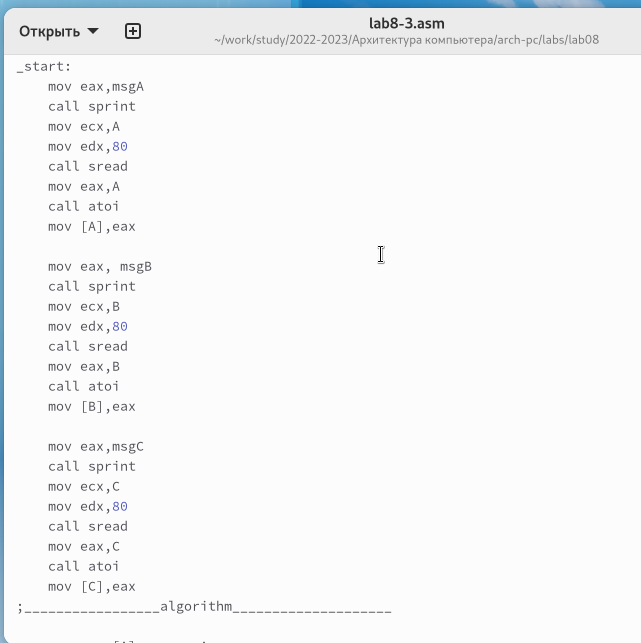 Открыть
lab8-3.asm
~/work/study/2022-2023/Архитектура компьютера/arch-pc/labs/lab08
_start:
mov eax,msgA
call sprint
mov ecx,A
mov edx,80
call sread
mov eax,A
call atoi
mov [A],eax
mov eax, msgB
call sprint
mov ecx,B
mov edx,80
call sread
mov eax,B
call atoi
mov [B],eax
mov eax,msgC
call sprint
mov ecx,C
mov edx,80
call sread
mov eax,C
call atoi
mov [C],eax
;_________________algorithm____________________